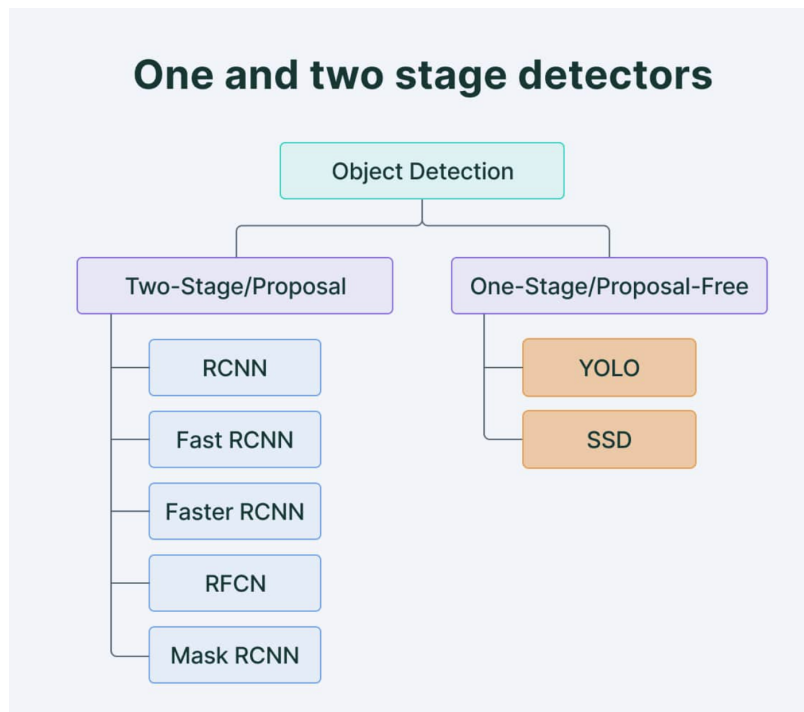 One and two stage detectors
Object Detection
Two-Stage/Proposal
One-Stage/Proposal-Free
RCNN
Fast RCNN
Faster RCNN
RFCN
Mask RCNN
YOLO
SSD